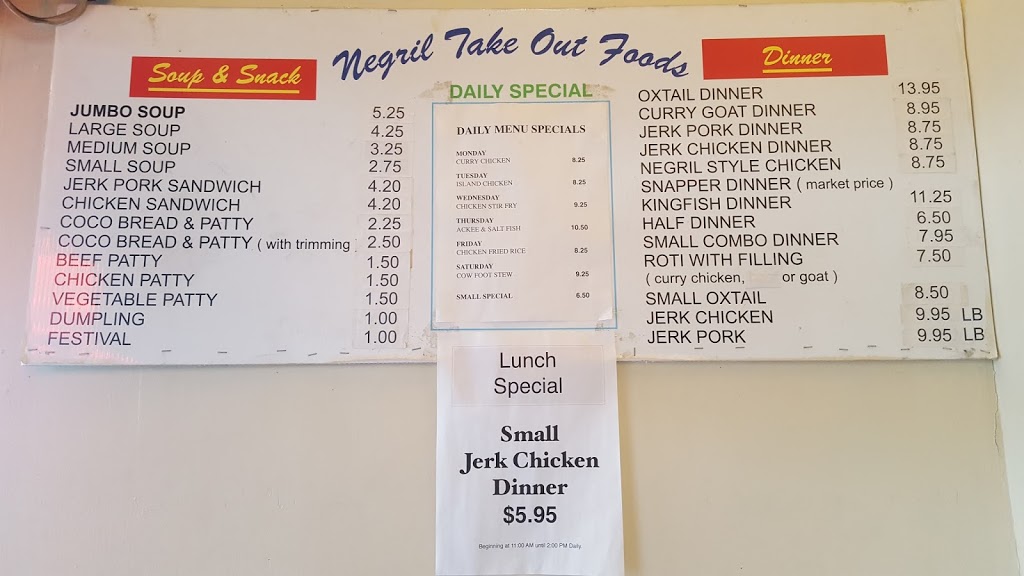 Negril Take Out Foods
Soup & Snack
JUMBO SOUP 5.25
LARGE SOUP 4.25
MEDIUM SOUP 3.25
SMALL SOUP 2.75
JERK PORK SANDWICH 4.20
CHICKEN SANDWICH 4.20
COCO BREAD & PATTY 2.25
COCO BREAD & PATTY ( with trimming 2.50
BEEF PATTY 1.50
CHICKEN PATTY 1.50
VEGETABLE PATTY 1.50
DUMPLING 1.00
FESTIVAL 1.00
DAILY SPECIAL
DAILY MENU SPECIALS
MONDAY
CURRY CHICKEN 8.25
TUESDAY
ISLAND CHICKEN 8.25
WEDNESDAY
CHICKEN STIR FRY 9.25
THURSDAY
ACKEE & SALT FISH 10.50
FRIDAY
CHICKEN FRIED RICE 8.25
SATURDAY
COW FOOT STEW 9.25
SMALL SPECIAL 6.50
Lunch
Special
Small
Jerk Chicken
Dinner
$5.95
Beginning at 11:00 AM until 2:00 PM Daily.
Dinner
OXTAIL DINNER 13.95
CURRY GOAT DINNER 8.95
JERK PORK DINNER 8.75
JERK CHICKEN DINNER 8.75
NEGRIL STYLE CHICKEN 8.75
SNAPPER DINNER ( market price )
KINGFISH DINNER 11.25
HALF DINNER 6.50
SMALL COMBO DINNER 7.95
ROTI WITH FILLING 7.50
( curry chicken, or goat )
SMALL OXTAIL 8.50
JERK CHICKEN 9.95 LB
JERK PORK 9.95 LB